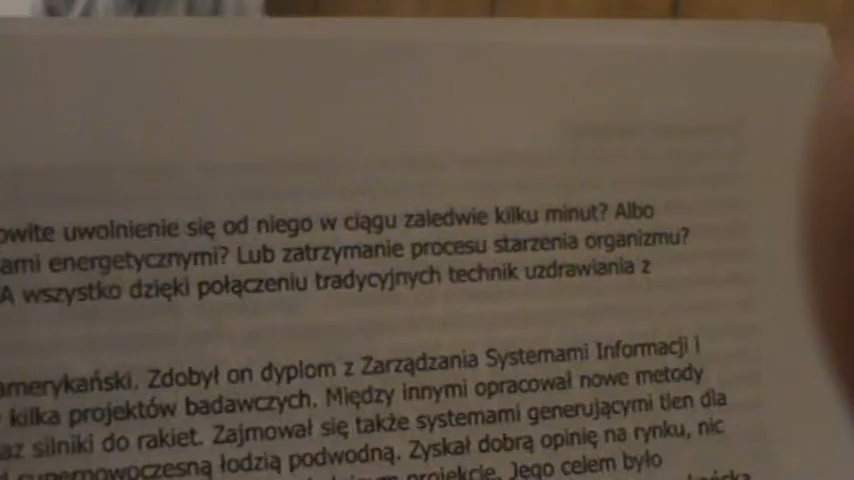 uwolnienie się od niego w ciągu zaledwie kilku minut? Albo
energetycznymi? Lub zatrzymanie procesu starzenia organizmu?
A wszystko dzięki połączeniu tradycyjnych technik uzdrawiania z
amerykański. Zdobył on dyplom z Zarządzania Systemami Informacji i
kilka projektów badawczych. Między innymi opracował nowe metody
silniki do rakiet. Zajmował się także systemami generującymi tlen dla
supernowoczesną łodzią podwodną. Zyskał dobrą opinię na rynku, nic
projekcie. Jego celem było